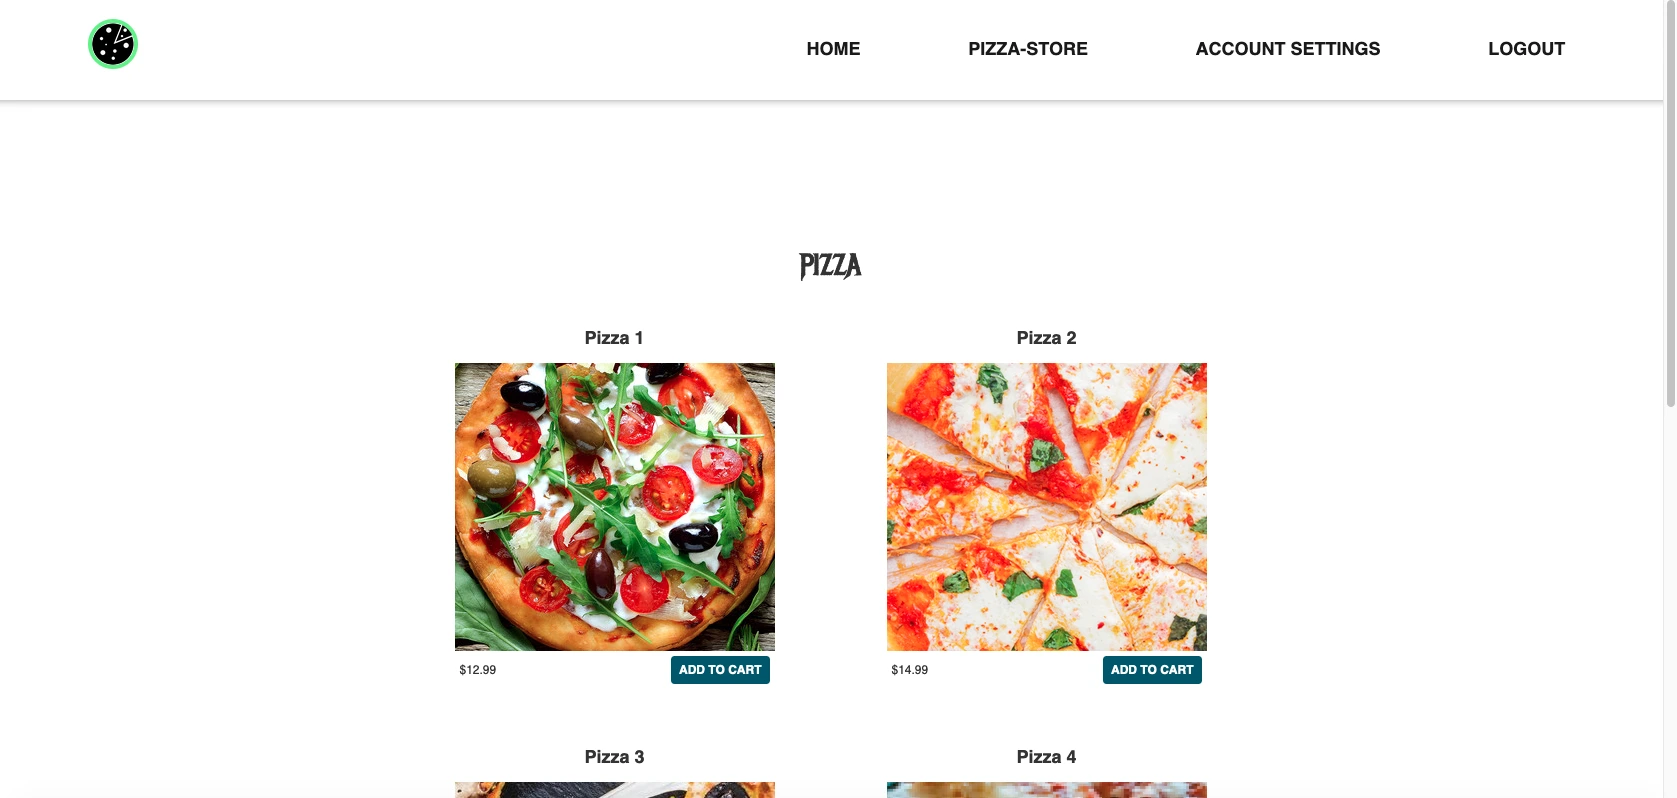 HOME PIZZA-STORE ACCOUNT SETTINGS LOGOUT
PIZZA
Pizza 1 Pizza 2
$12.99 ADD TO CART $14.99 ADD TO CART
Pizza 3 Pizza 4